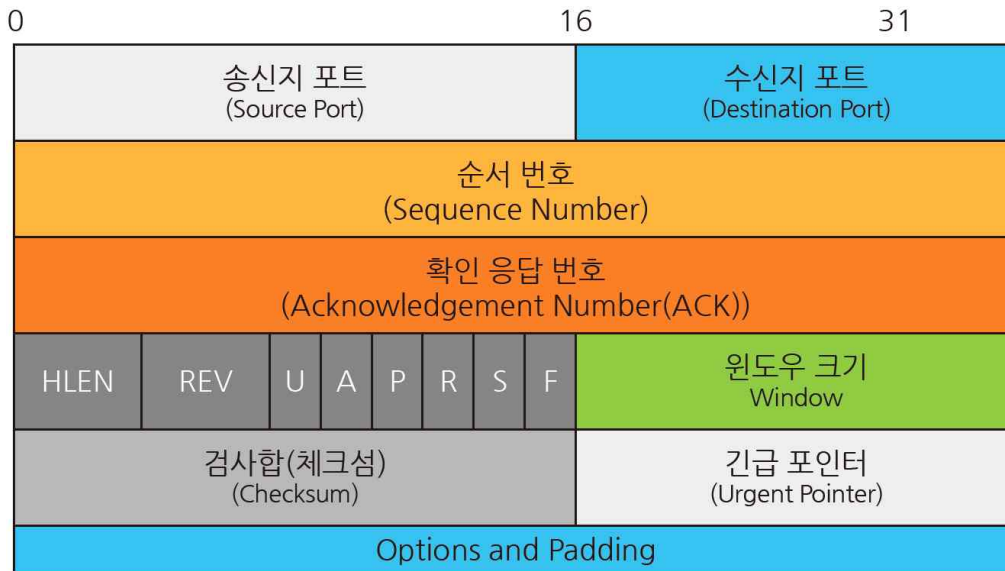 0 16 31
송신지 포트
(Source Port)
수신지 포트
(Destination Port)
순서 번호
(Sequence Number)
확인 응답 번호
(Acknowledgement Number(ACK))
HLEN REV U A P R S F
윈도우 크기
Window
검사합(체크섬)
(Checksum)
긴급 포인터
(Urgent Pointer)
Options and Padding